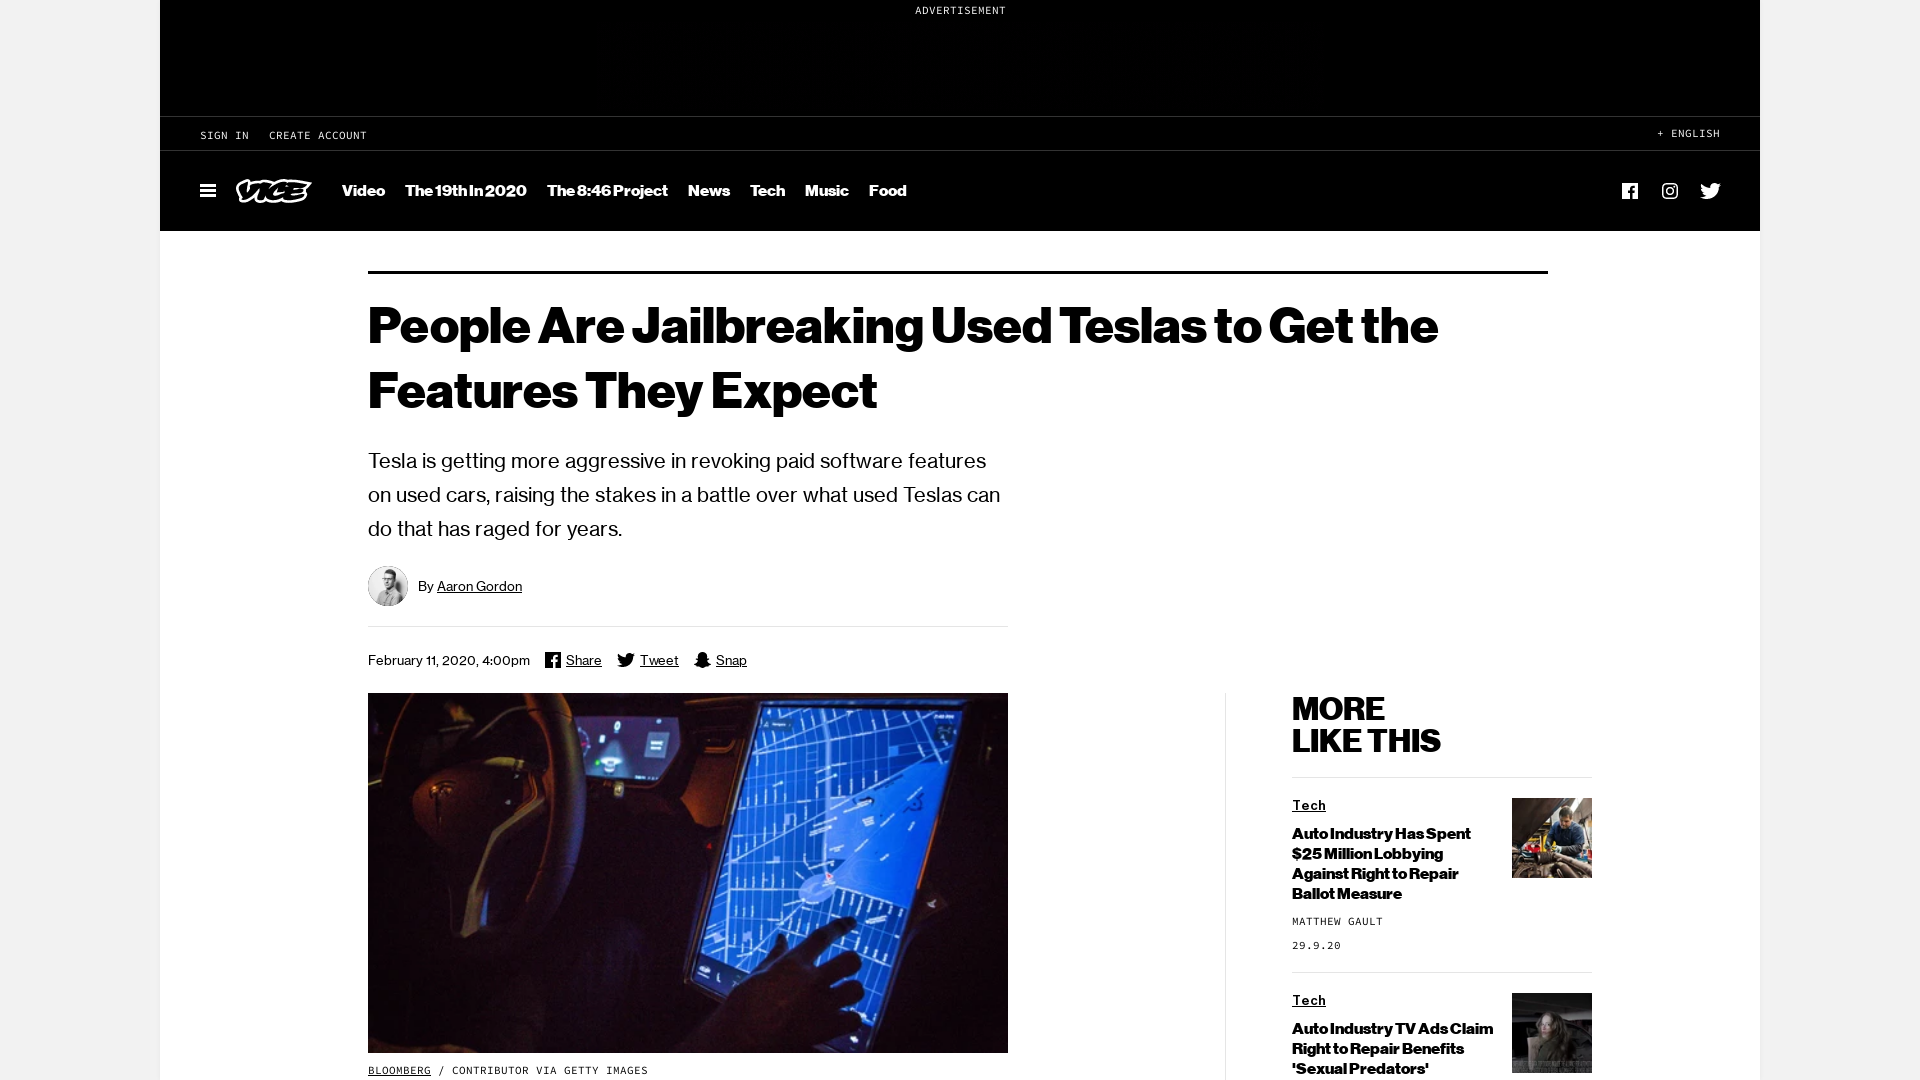 ADVERTISEMENT
SIGN IN CREATE ACCOUNT + ENGLISH
VICE Video The 19th In 2020 The 8:46 Project News Tech Music Food
People Are Jailbreaking Used Teslas to Get the
Features They Expect
Tesla is getting more aggressive in revoking paid software features
on used cars, raising the stakes in a battle over what used Teslas can
do that has raged for years.
By Aaron Gordon
February 11, 2020, 4:00pm Share Tweet Snap
BLOOMBERG / CONTRIBUTOR VIA GETTY IMAGES
MORE
LIKE THIS
Tech
Auto Industry Has Spent
$25 Million Lobbying
Against Right to Repair
Ballot Measure
MATTHEW GAULT
29.9.20
Tech
Auto Industry TV Ads Claim
Right to Repair Benefits
'Sexual Predators'